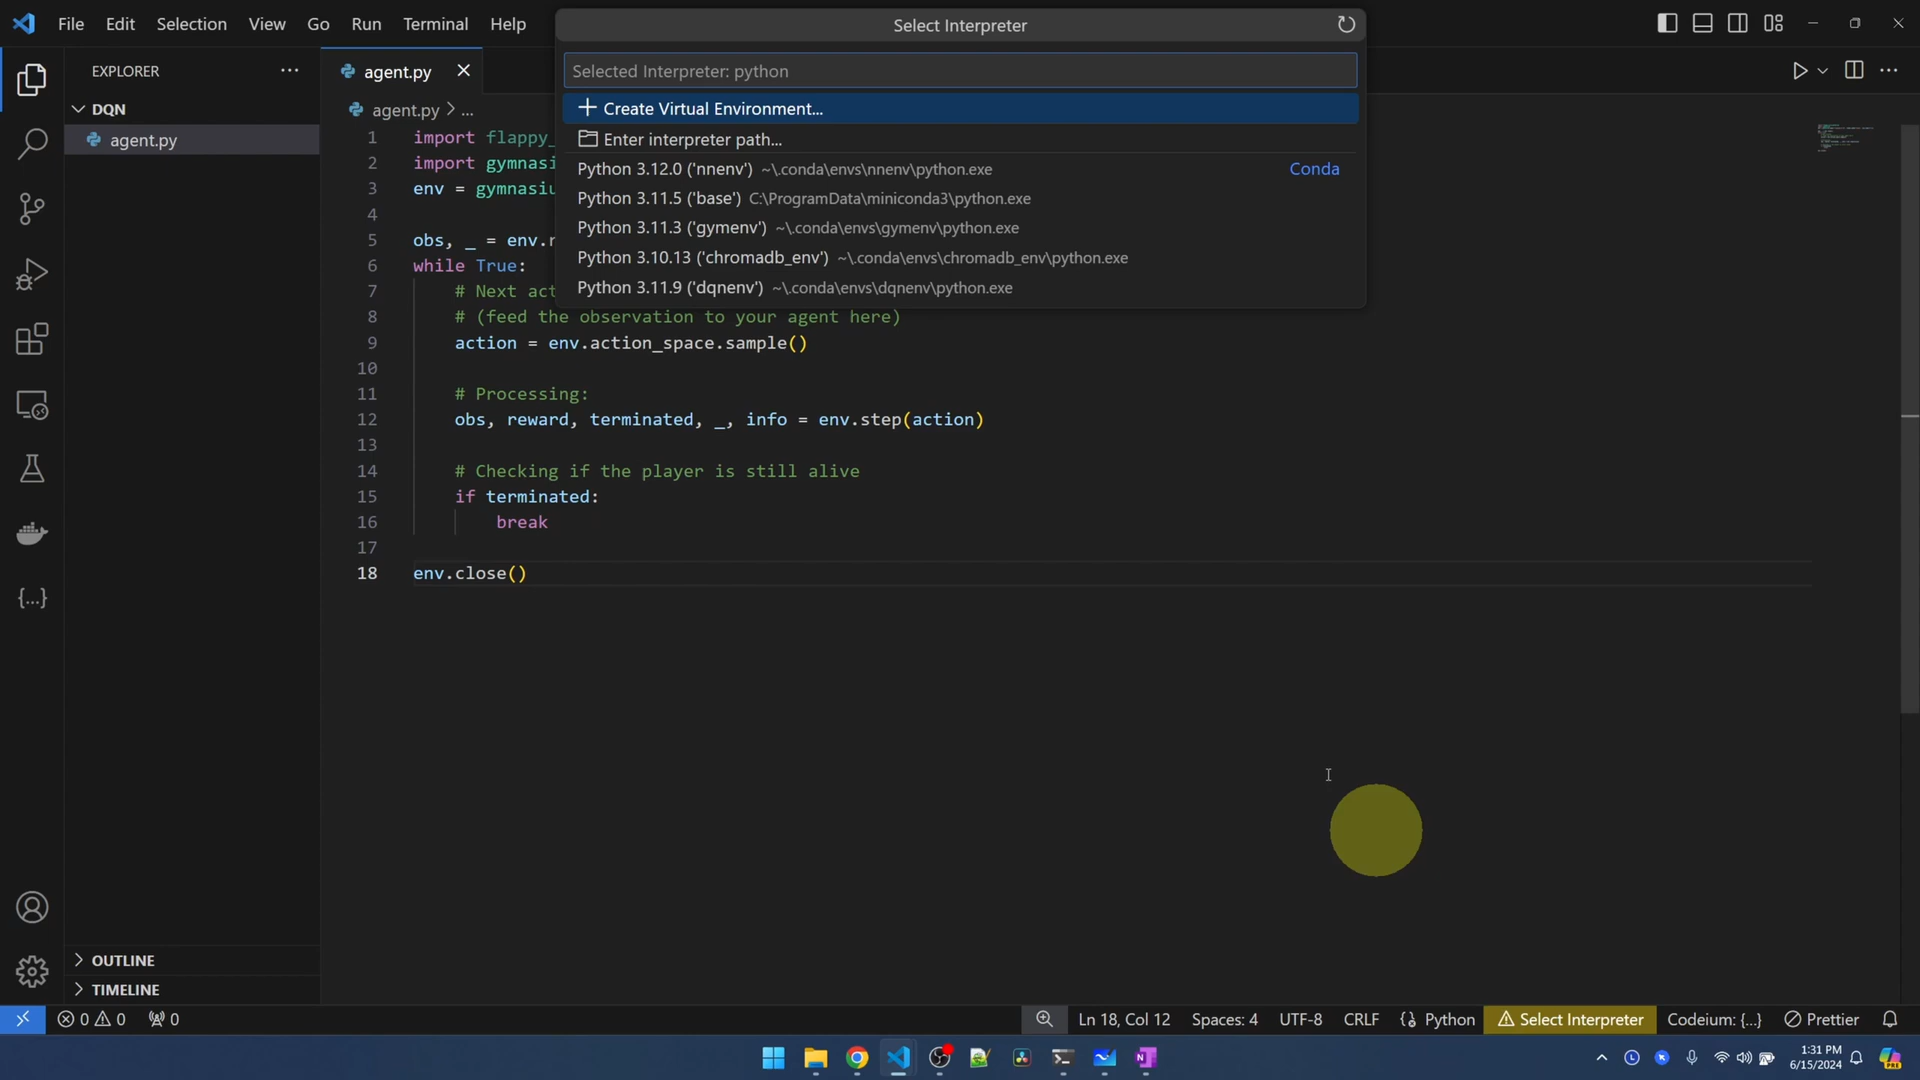 File Edit Selection View Go Run Terminal Help
Select Interpreter
Selected Interpreter: python
Create Virtual Environment...
Enter interpreter path...
Python 3.12.0 ('nnenv') ~\.conda\envs\nnenv\python.exe Conda
Python 3.11.5 ('base') C:\ProgramData\miniconda3\python.exe
Python 3.11.3 ('gymenv') ~\.conda\envs\gymenv\python.exe
Python 3.10.13 ('chromadb_env') ~\.conda\envs\chromadb_env\python.exe
Python 3.11.9 ('dqnenv') ~\.conda\envs\dqnenv\python.exe
EXPLORER
DQN
agent.py
agent.py
agent.py > ...
1 import flappy_
2 import gymnasi
3 env = gymnasiu
4
5 obs, _ = env.r
6 while True:
7 # Next act
8 # (feed the observation to your agent here)
9 action = env.action_space.sample()
10
11 # Processing:
12 obs, reward, terminated, _, info = env.step(action)
13
14 # Checking if the player is still alive
15 if terminated:
16 break
17
18 env.close()
OUTLINE
TIMELINE
0 0 0 Ln 18, Col 12 Spaces: 4 UTF-8 CRLF Python Select Interpreter Codeium: {...} Prettier
1:31 PM
6/15/2024